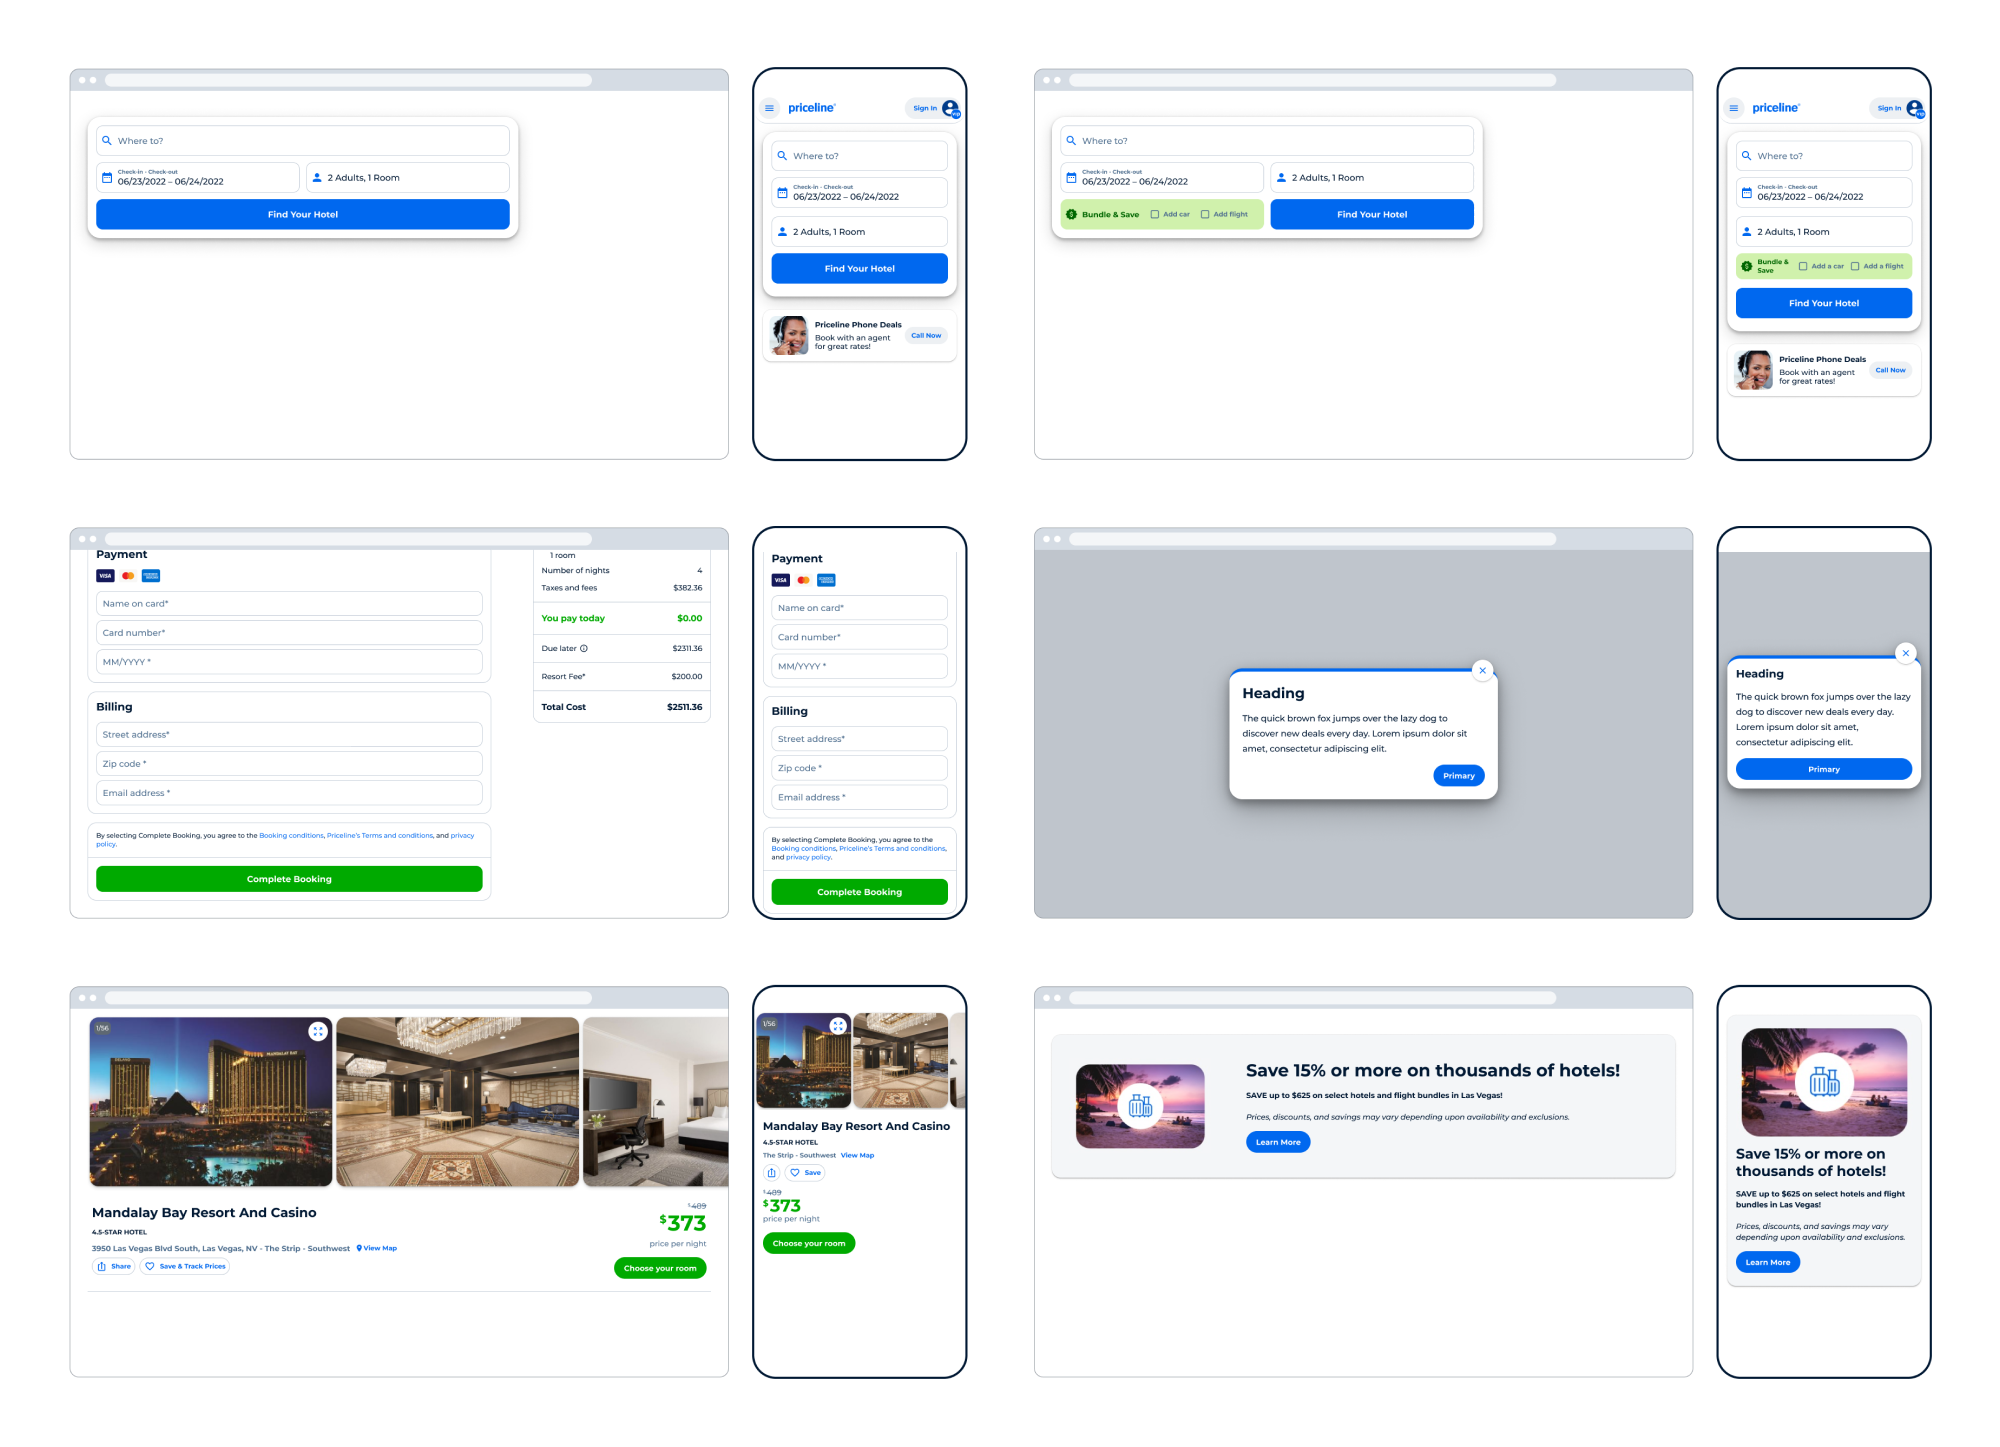 Where to?
Check-in - Check-out
06/23/2022 – 06/24/2022
2 Adults, 1 Room
Find Your Hotel
priceline
Sign In
VIP
Where to?
Check-in - Check-out
06/23/2022 – 06/24/2022
2 Adults, 1 Room
Find Your Hotel
Priceline Phone Deals
Book with an agent
for great rates!
Call Now
Where to?
Check-in - Check-out
06/23/2022 – 06/24/2022
2 Adults, 1 Room
Bundle & Save
Add car
Add flight
Find Your Hotel
priceline
Sign In
VIP
Where to?
Check-in - Check-out
06/23/2022 – 06/24/2022
2 Adults, 1 Room
Bundle &
Save
Add a car
Add a flight
Find Your Hotel
Priceline Phone Deals
Book with an agent
for great rates!
Call Now
Payment
VISA
Name on card*
Card number*
MM/YYYY *
Billing
Street address*
Zip code *
Email address *
By selecting Complete Booking, you agree to the Booking conditions, Priceline's Terms and conditions, and privacy
policy.
Complete Booking
1 room
Number of nights 4
Taxes and fees $382.36
You pay today $0.00
Due later $2311.36
Resort Fee* $200.00
Total Cost $2511.36
Payment
VISA
Name on card*
Card number*
MM/YYYY *
Billing
Street address*
Zip code *
Email address *
By selecting Complete Booking, you agree to the
Booking conditions, Priceline's Terms and conditions,
and privacy policy.
Complete Booking
Heading
The quick brown fox jumps over the lazy dog to
discover new deals every day. Lorem ipsum dolor sit
amet, consectetur adipiscing elit.
Primary
Heading
The quick brown fox jumps over the lazy
dog to discover new deals every day.
Lorem ipsum dolor sit amet,
consectetur adipiscing elit.
Primary
1/56
DELANO
MANDALAY BAY
Mandalay Bay Resort And Casino
4.5-STAR HOTEL
3950 Las Vegas Blvd South, Las Vegas, NV - The Strip - Southwest
View Map
Share
Save & Track Prices
$489
$373
price per night
Choose your room
1/56
Mandalay Bay Resort And Casino
4.5-STAR HOTEL
The Strip - Southwest View Map
Save
$489
$373
price per night
Choose your room
Save 15% or more on thousands of hotels!
SAVE up to $625 on select hotels and flight bundles in Las Vegas!
Prices, discounts, and savings may vary depending upon availability and exclusions.
Learn More
Save 15% or more on
thousands of hotels!
SAVE up to $625 on select hotels and flight
bundles in Las Vegas!
Prices, discounts, and savings may vary
depending upon availability and exclusions.
Learn More